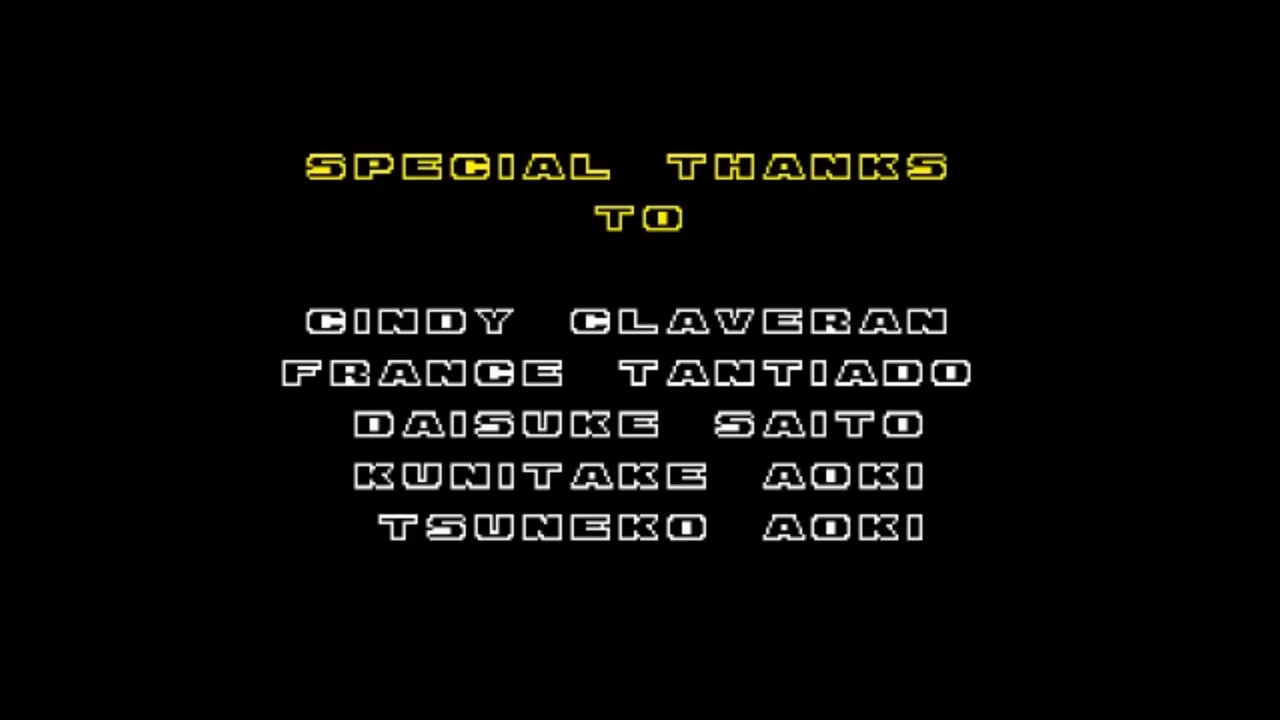 SPECIAL THANKS
TO
CINDY CLAVERAN
FRANCE TANTIADO
DAISUKE SAITO
KUNITAKE AOKI
TSUNEKO AOKI